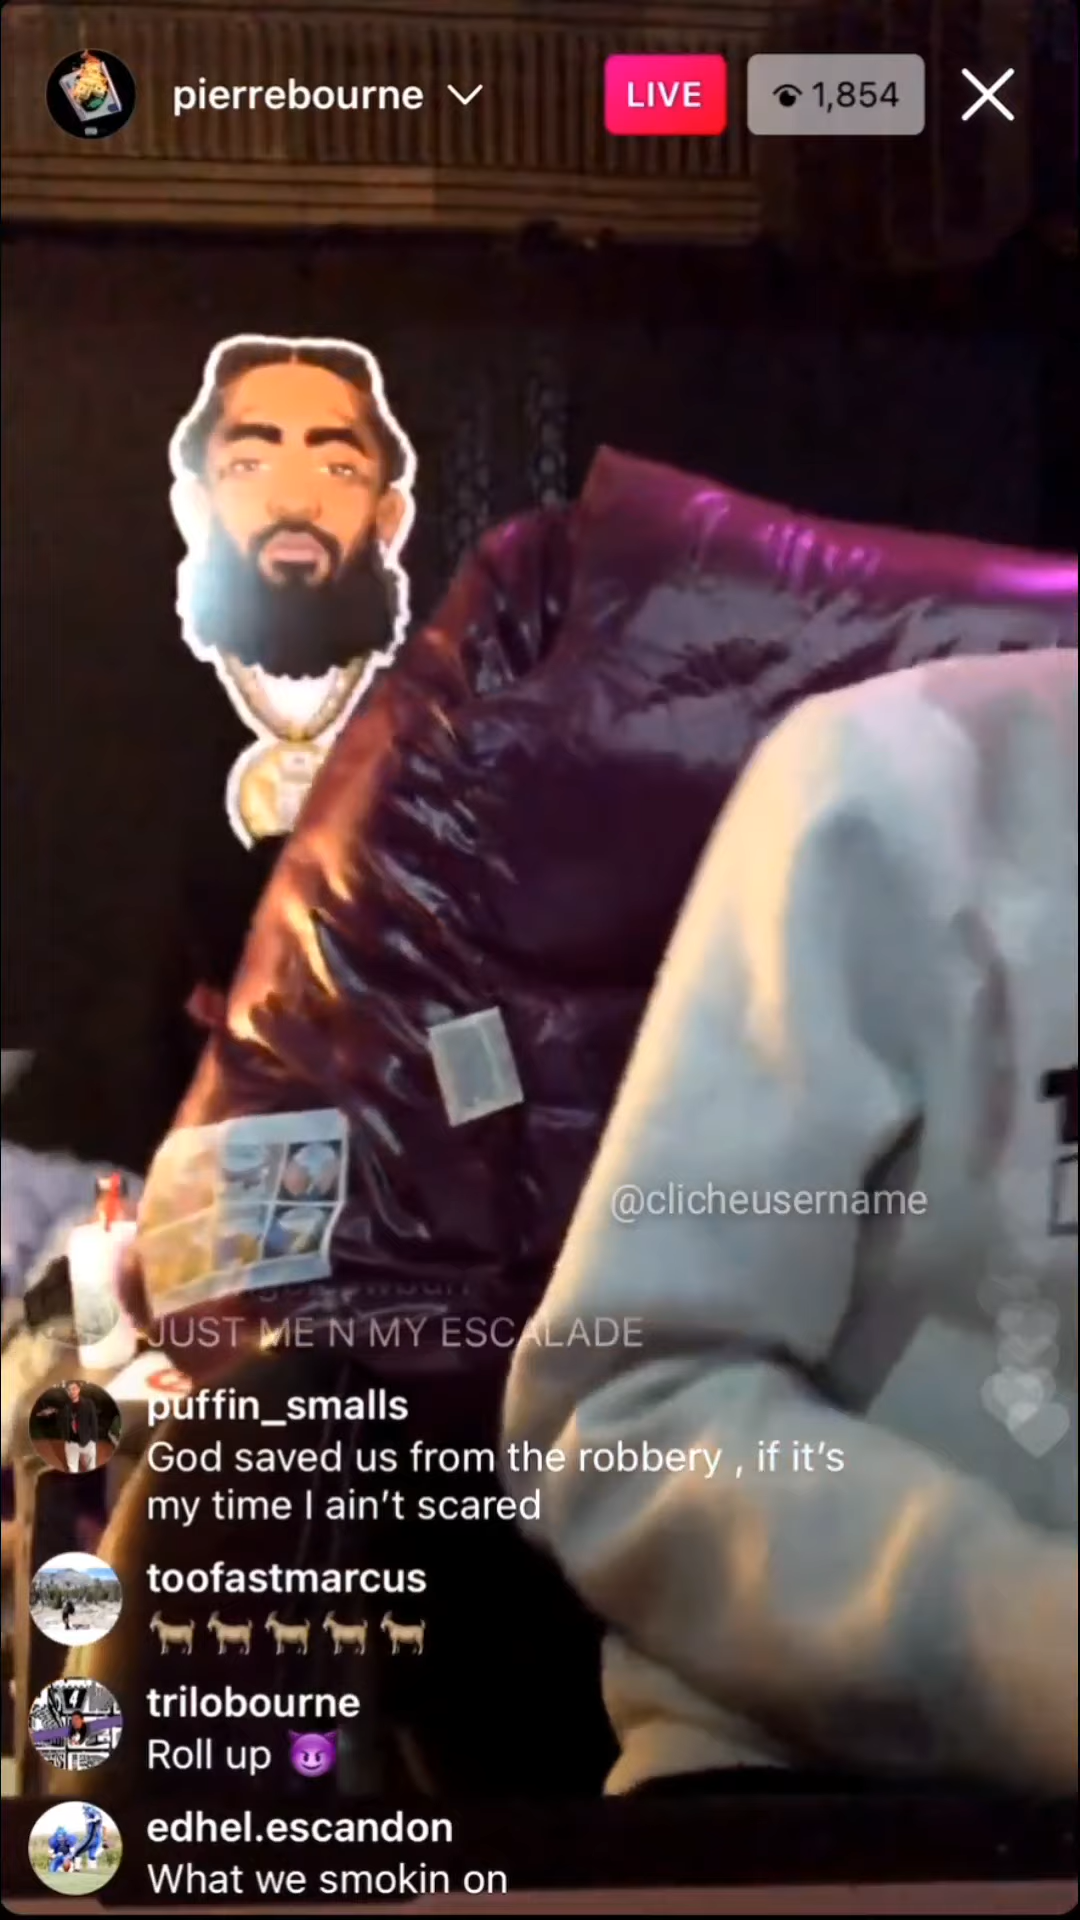 pierrebourne
LIVE
1,854
@clicheusername
JUST ME N MY ESCALADE
puffin_smalls
God saved us from the robbery , if it's
my time I ain't scared
toofastmarcus
🐐🐐🐐🐐🐐
trilobourne
Roll up 😈
edhel.escandon
What we smokin on